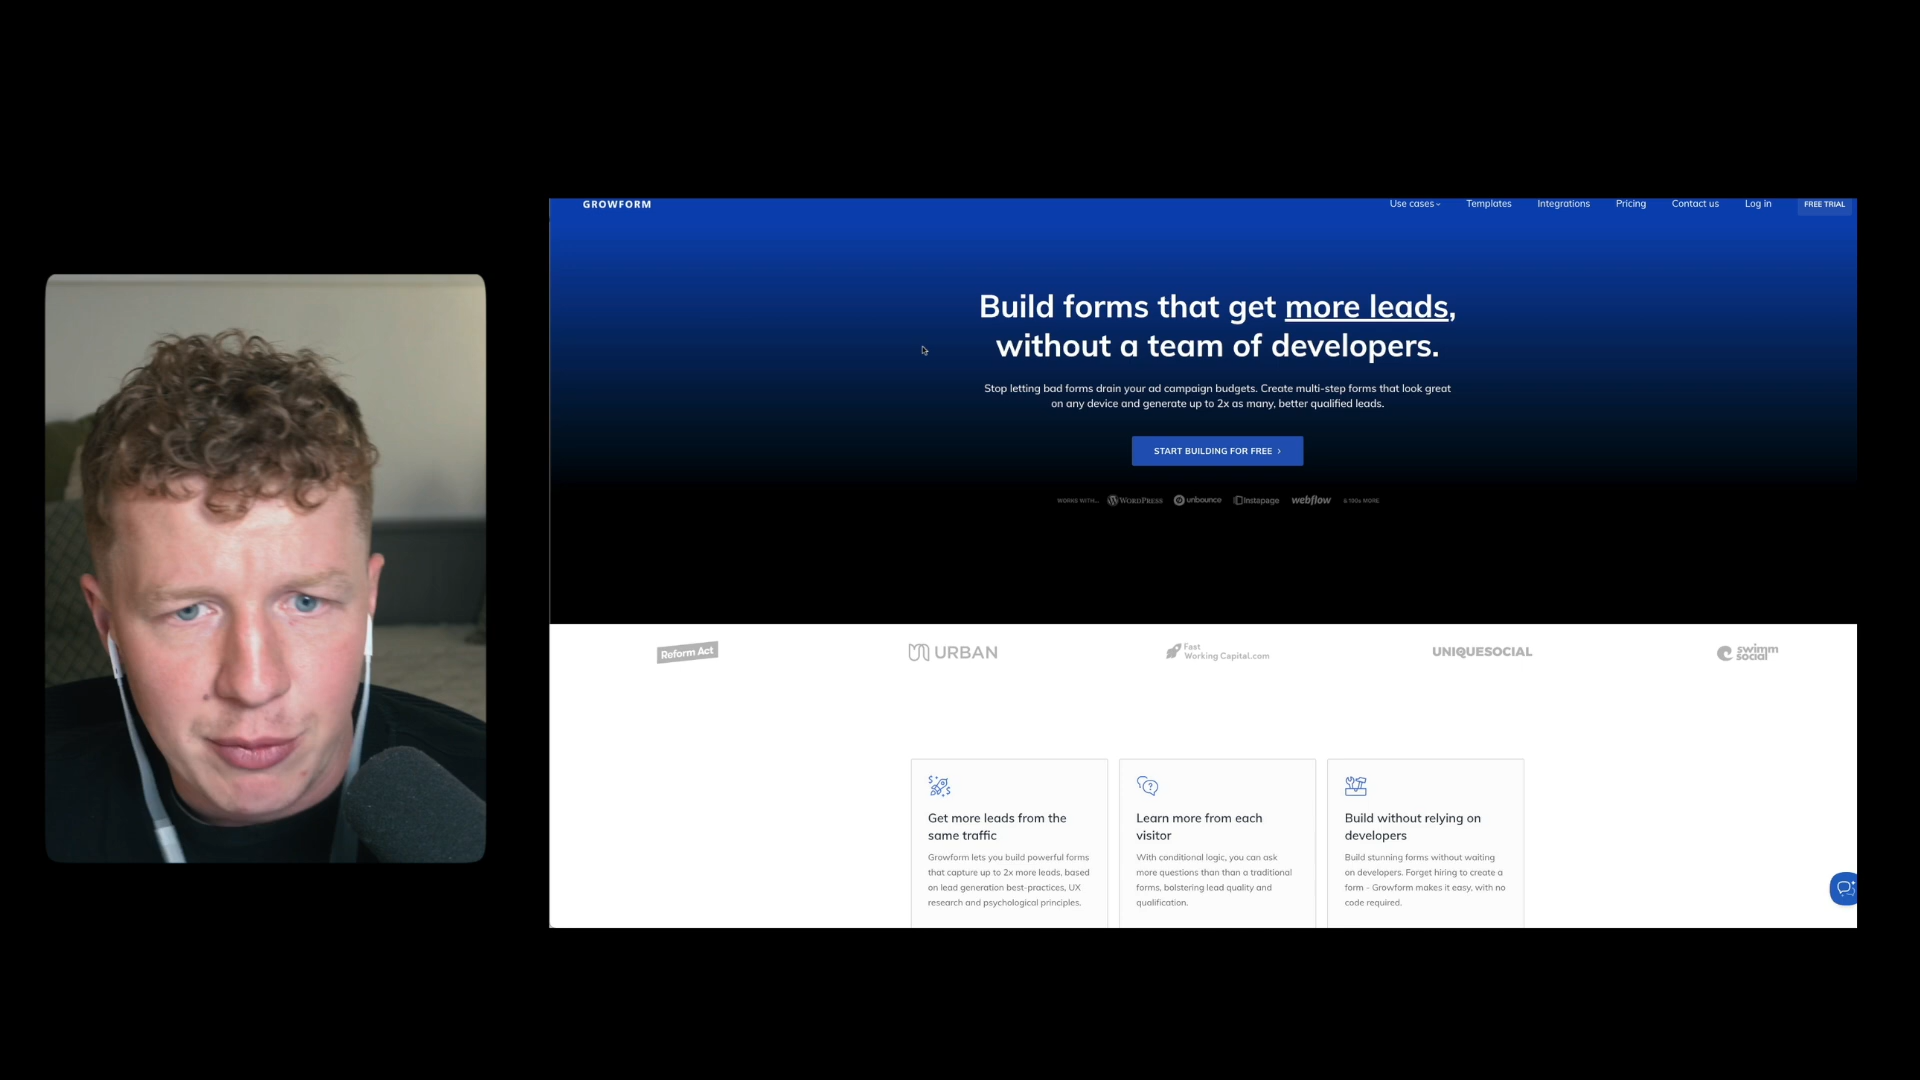 GROWFORM
Use cases
Templates
Integrations
Pricing
Contact us
Log in
FREE TRIAL
Build forms that get more leads,
without a team of developers.
Stop letting bad forms drain your ad campaign budgets. Create multi-step forms that look great
on any device and generate up to 2x as many, better qualified leads.
START BUILDING FOR FREE ›
WORKS WITH... WORDPRESS unbounce Instapage webflow & 100s MORE
Reform Act
URBAN
Fast
Working Capital.com
UNIQUESOCIAL
swimm
social
Get more leads from the
same traffic
Growform lets you build powerful forms
that capture up to 2x more leads, based
on lead generation best-practices, UX
research and psychological principles.
Learn more from each
visitor
With conditional logic, you can ask
more questions than than a traditional
forms, bolstering lead quality and
qualification.
Build without relying on
developers
Build stunning forms without waiting
on developers. Forget hiring to create a
form - Growform makes it easy, with no
code required.